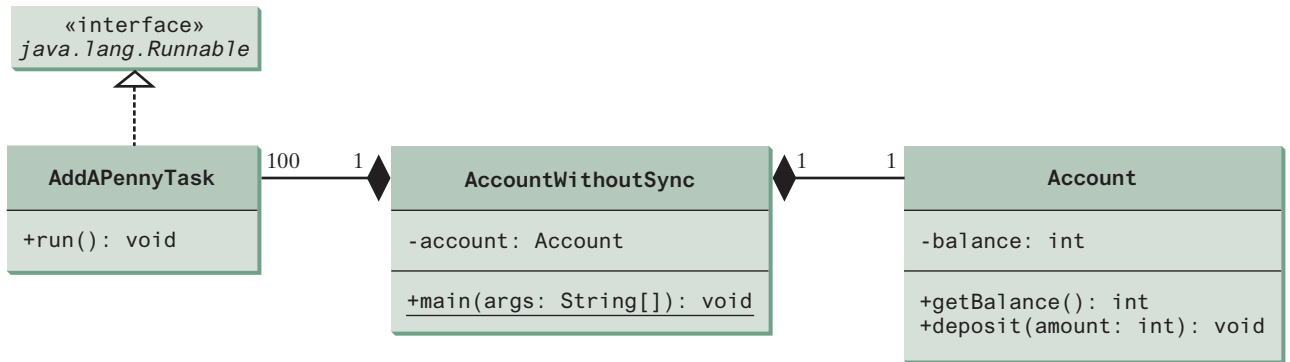 «interface»
java.lang.Runnable
AddAPennyTask
+run(): void
100
1
AccountWithoutSync
-account: Account
+main(args: String[]): void
1
1
Account
-balance: int
+getBalance(): int
+deposit(amount: int): void